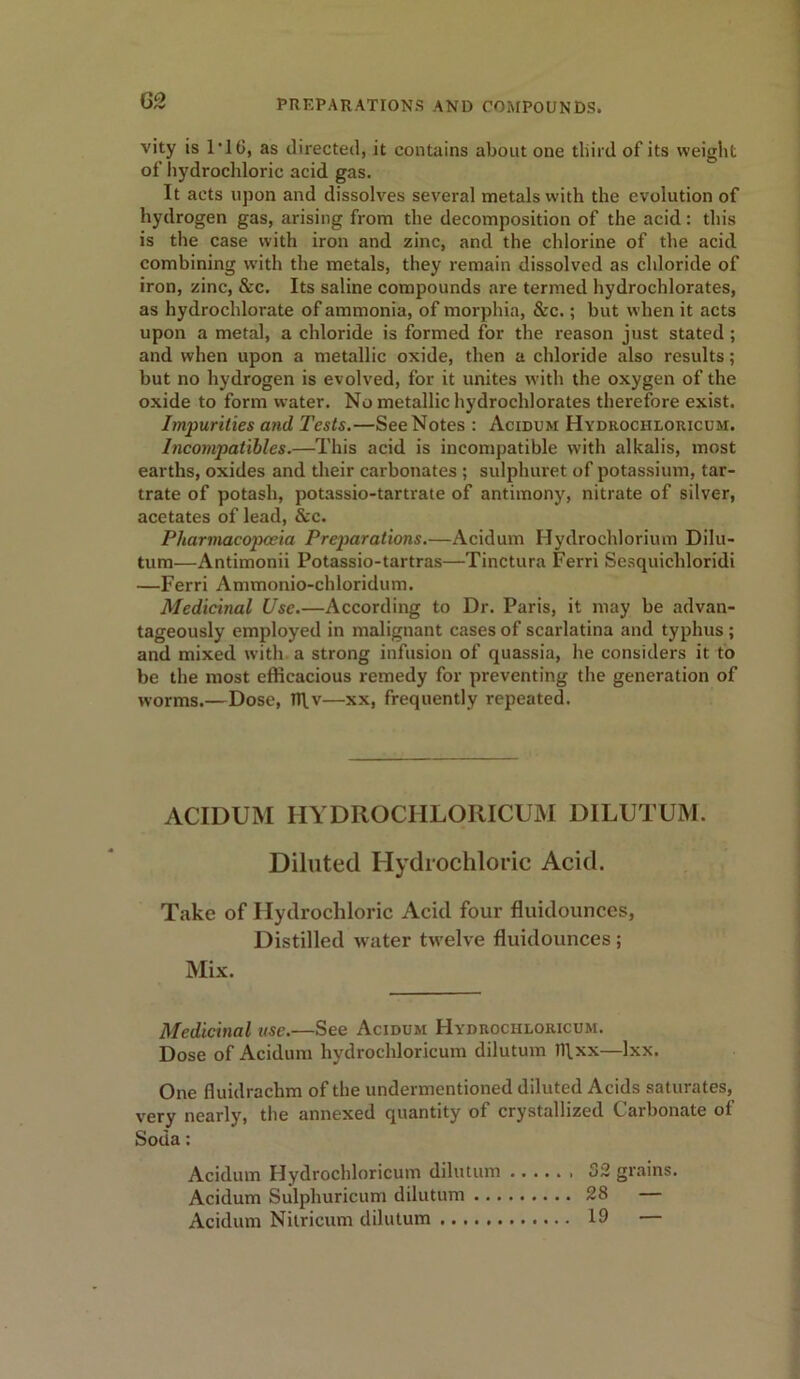 62 PREPARATIONS AND COMPOUNDS.
vity is 1·16, as directed, it contains about one third of its weight
of hydrochloric acid gas.
It acts upon and dissolves several metals with the evolution of
hydrogen gas, arising from the decomposition of the acid: this
is the case with iron and zinc, and the chlorine of the acid
combining with the metals, they remain dissolved as chloride of
iron, zinc, &c. Its saline compounds are termed hydrochlorates,
as hydrochlorate of ammonia, of morphia, &c.; but when it acts
upon a metal, a chloride is formed for the reason just stated;
and when upon a metallic oxide, then a chloride also results;
but no hydrogen is evolved, for it unites with the oxygen of the
oxide to form water. No metallic hydrochlorates therefore exist.
Impurities and Tests.—See Notes: ACIDUM HYDROCHLORICUM.
Incompatibles.—This acid is incompatible with alkalis, most
earths, oxides and their carbonates; sulphuret of potassium, tar-
trate of potash, potassio-tartrate of antimony, nitrate of silver,
acetates of lead, &c.
Pharmacopœia Preparations.—Acidum Hydrochlorium Dilu-
tum—Antimonii Potassio-tartras—Tinctura Ferri Sesquichloridi
—Ferri Ammonio-chloridum.
Medicinal Use.—According to Dr. Paris, it may be advan-
tageously employed in malignant cases of scarlatina and typhus;
and mixed with a strong infusion of quassia, he considers it to
be the most efficacious remedy for preventing the generation of
worms.—Dose, ♏v—xx, frequently repeated.
ACIDUM HYDROCHLORICUM DILUTUM.
Diluted Hydrochloric Acid.
Take of Hydrochloric Acid four fluidounces,
Distilled water twelve fluidounces;
Mix.
Medicinal use.—See ACIDUM HYDROCHLORICUM.
Dose of Acidum hydrochloricum dilutum ♏xx—lxx.
One fluidrachm of the undermentioned diluted Acids saturates,
very nearly, the annexed quantity of crystallized Carbonate of
Soda:
Acidum Hydrochloricum dilutum ...... 32 grains.
Acidum Sulphuricum dilutum .......... 28 —
Acidum Nitricum dilutum ............ 19 —